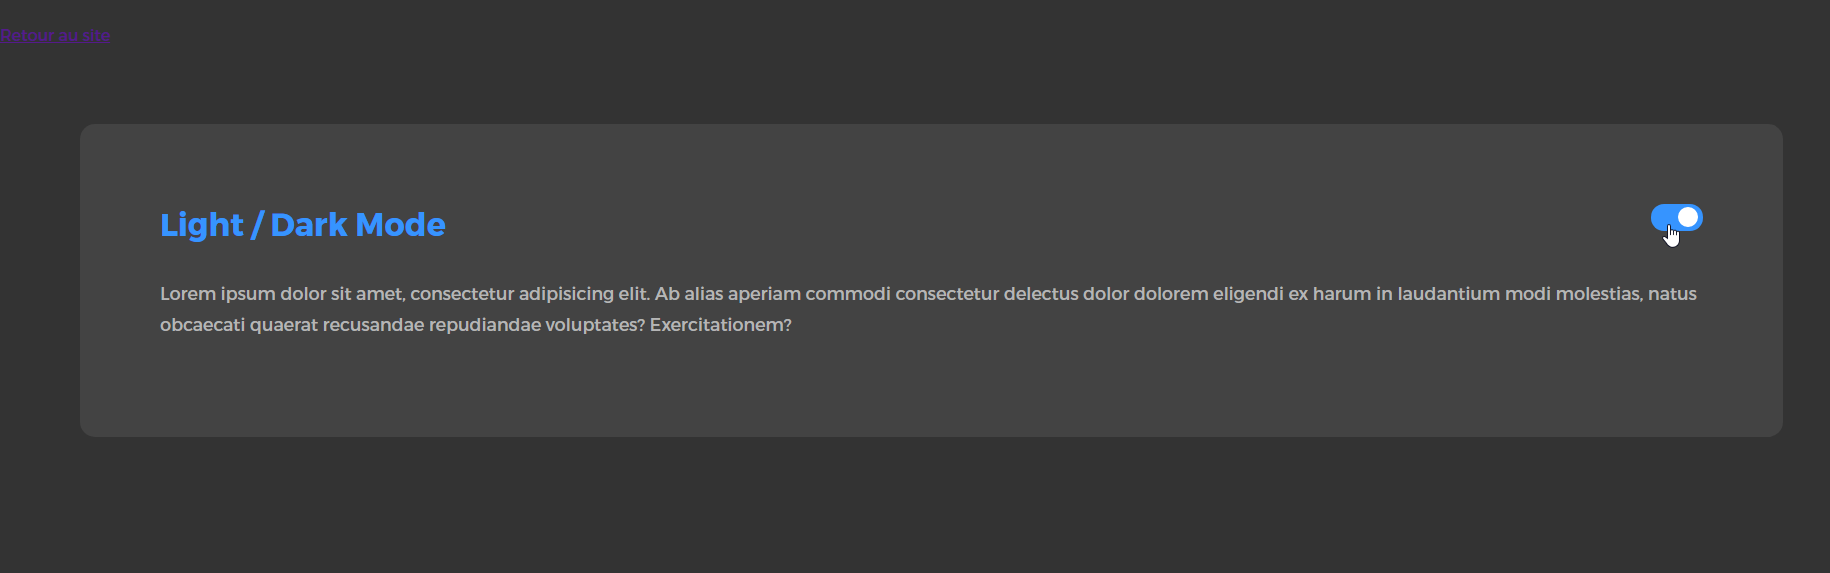 Retour au site
Light / Dark Mode
Lorem ipsum dolor sit amet, consectetur adipisicing elit. Ab alias aperiam commodi consectetur delectus dolor dolorem eligendi ex harum in laudantium modi molestias, natus
obcaecati quaerat recusandae repudiandae voluptates? Exercitationem?